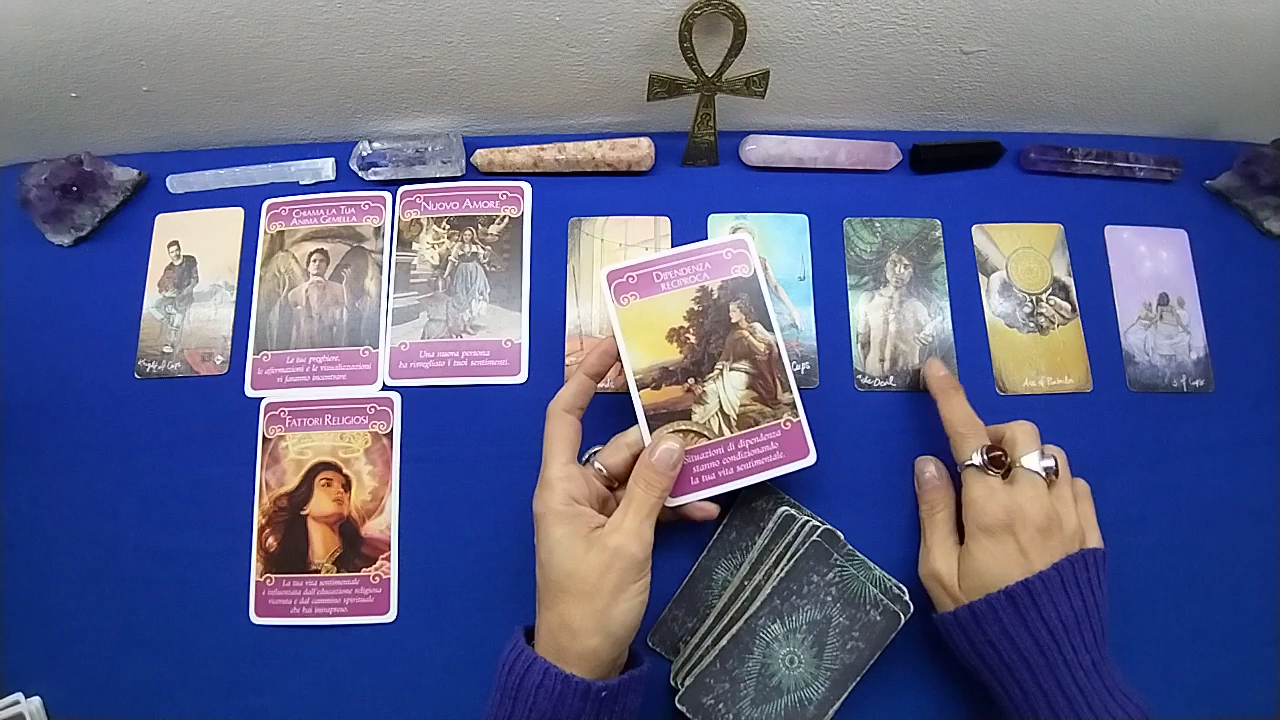 CHIAMA LA TUA
ANIMA GEMELLA
Le tue preghiere,
le affermazioni e le visualizzazioni
vi faranno incontrare.
NUOVO AMORE
Una nuova persona
ha risvegliato i tuoi sentimenti.
DIPENDENZA
RECIPROCA
Situazioni di dipendenza
stanno condizionando
la tua vita sentimentale.
FATTORI RELIGIOSI
La tua vita sentimentale
è influenzata dall'educazione religiosa
ricevuta e dal cammino spirituale
che hai intrapreso.
Knight of Cups
Cups
The Devil
Ace of Pentacles
of Cups